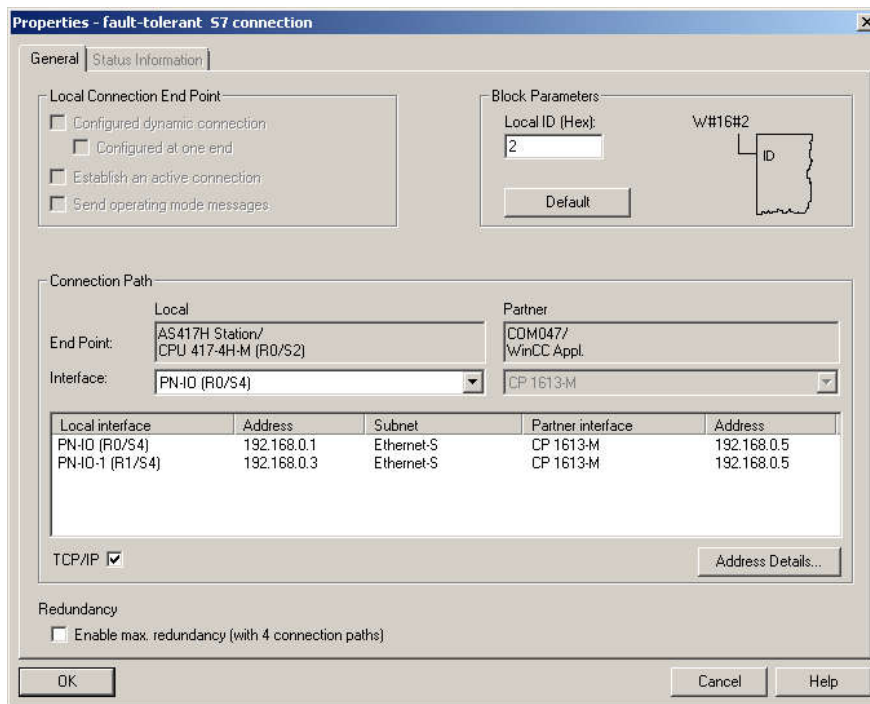 Properties - fault-tolerant S7 connection
General
Status Information
Local Connection End Point
Configured dynamic connection
Configured at one end
Establish an active connection
Send operating mode messages
Block Parameters
Local ID (Hex):
2
W#16#2
ID
Default
Connection Path
Local
Partner
End Point:
AS417H Station/
CPU 417-4H-M (R0/S2)
COM047/
WinCC Appl.
Interface:
PN-IO (R0/S4)
CP 1613-M
Local interface Address Subnet Partner interface Address
PN-IO (R0/S4) 192.168.0.1 Ethernet-S CP 1613-M 192.168.0.5
PN-IO-1 (R1/S4) 192.168.0.3 Ethernet-S CP 1613-M 192.168.0.5
TCP/IP
Address Details...
Redundancy
Enable max. redundancy (with 4 connection paths)
OK
Cancel
Help